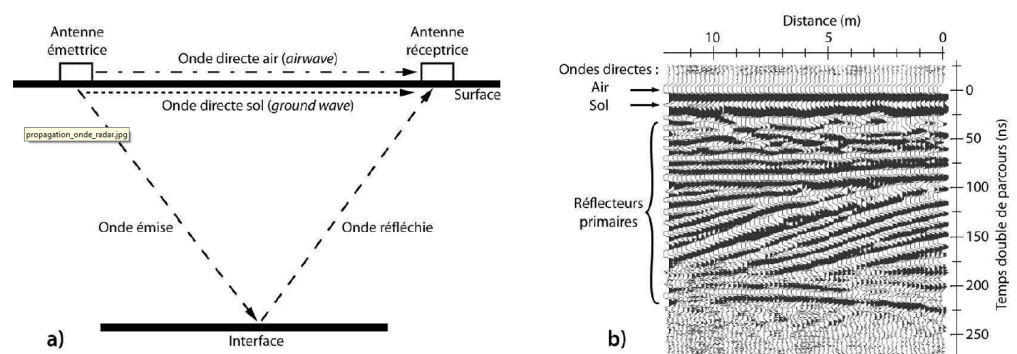 Antenne
émettrice
Antenne
réceptrice
Onde directe air (airwave)
Onde directe sol (ground wave)
Surface
propagation_onde_radar.jpg
Onde émise
Onde réfléchie
Interface
a)
Distance (m)
10
5
0
Ondes directes :
Air
Sol
Réflecteurs
primaires
0
50
100
150
200
250
Temps double de parcours (ns)
b)